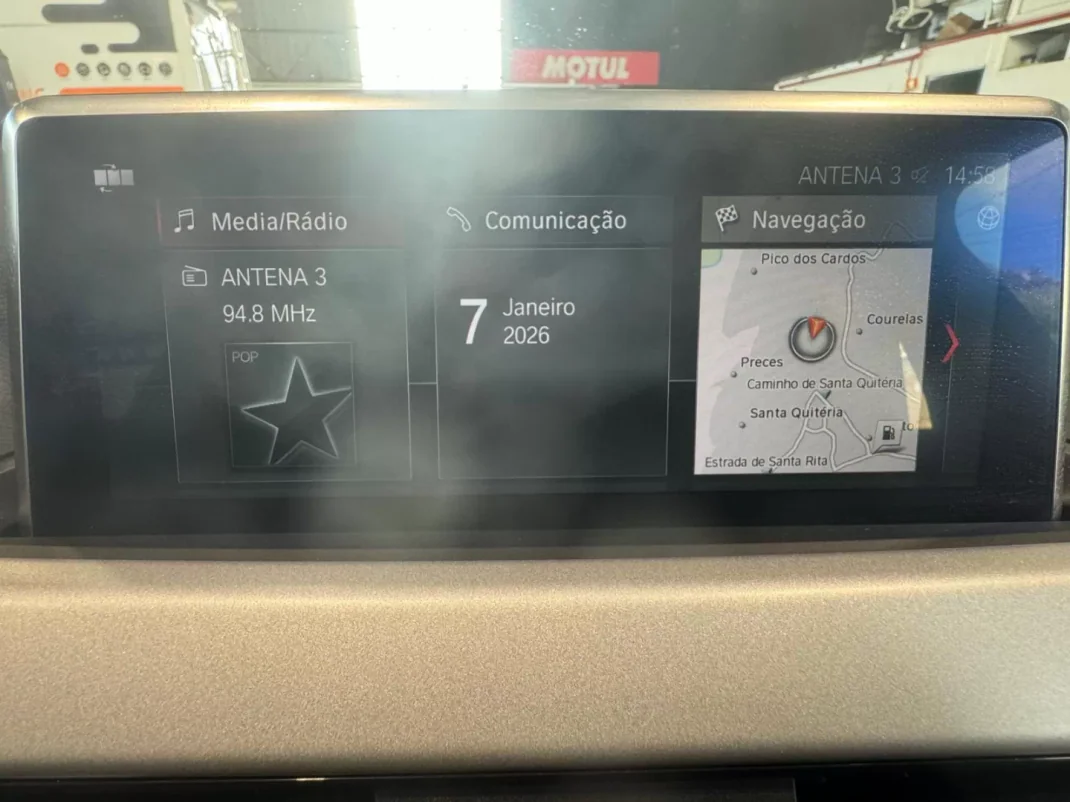 MOTUL
ANTENA 3 14:58
Media/Rádio
Comunicação
Navegação
ANTENA 3
94.8 MHz
POP
7 Janeiro
2026
Pico dos Cardos
Courelas
Preces
Caminho de Santa Quitéria
Santa Quitéria
Estrada de Santa Rita